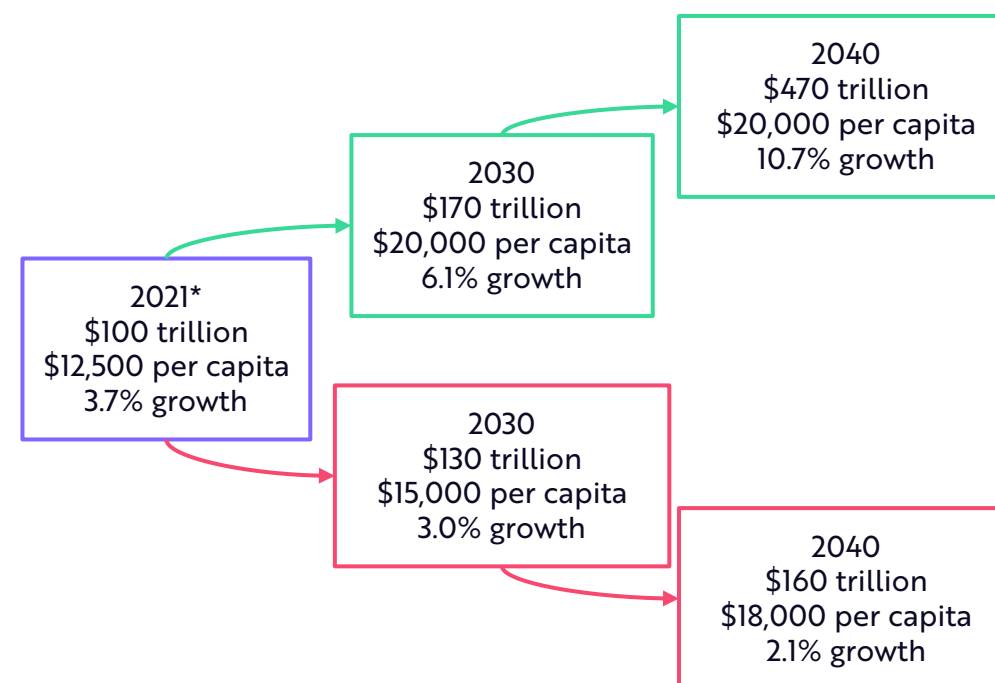 2021*
$100 trillion
$12,500 per capita
3.7% growth
2030
$170 trillion
$20,000 per capita
6.1% growth
2040
$470 trillion
$20,000 per capita
10.7% growth
2030
$130 trillion
$15,000 per capita
3.0% growth
2040
$160 trillion
$18,000 per capita
2.1% growth